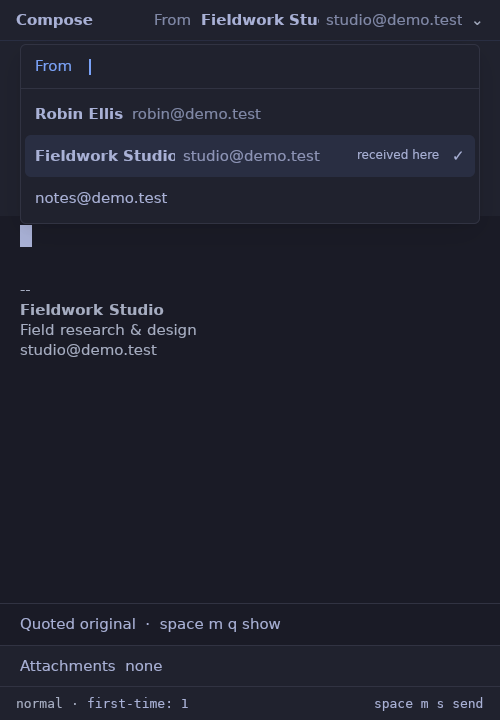 Compose From Fieldwork Stu studio@demo.test ⌄
From
Robin Ellis robin@demo.test
Fieldwork Studio studio@demo.test received here ✓
notes@demo.test
--
Fieldwork Studio
Field research & design
studio@demo.test
Quoted original · space m q show
Attachments none
normal · first-time: 1 space m s send